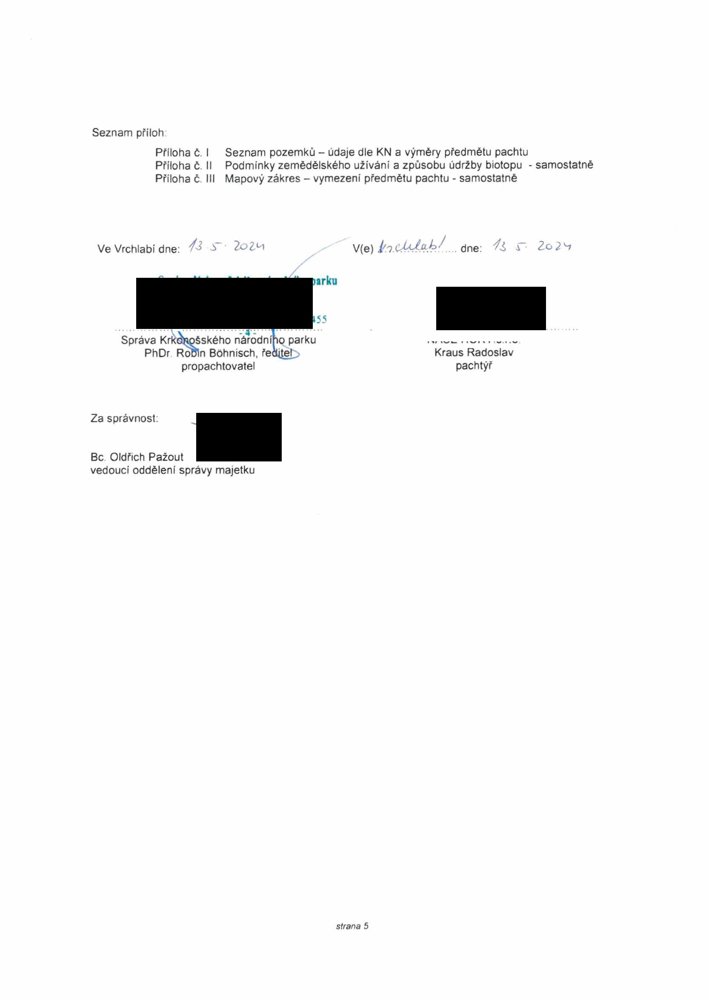 Seznam příloh:
Příloha č. I Seznam pozemků – údaje dle KN a výměry předmětu pachtu
Příloha č. II Podmínky zemědělského užívání a způsobu údržby biotopu - samostatně
Příloha č. III Mapový zákres – vymezení předmětu pachtu - samostatně
Ve Vrchlabí dne: 13. 5. 2024
V(e) Vrchlabí dne: 13. 5. 2024
parku
455
- 4 -
Správa Krkonošského národního parku
PhDr. Robin Böhnisch, ředitel
propachtovatel
Kraus Radoslav
pachtýř
Za správnost:
Bc. Oldřich Pažout
vedoucí oddělení správy majetku
strana 5